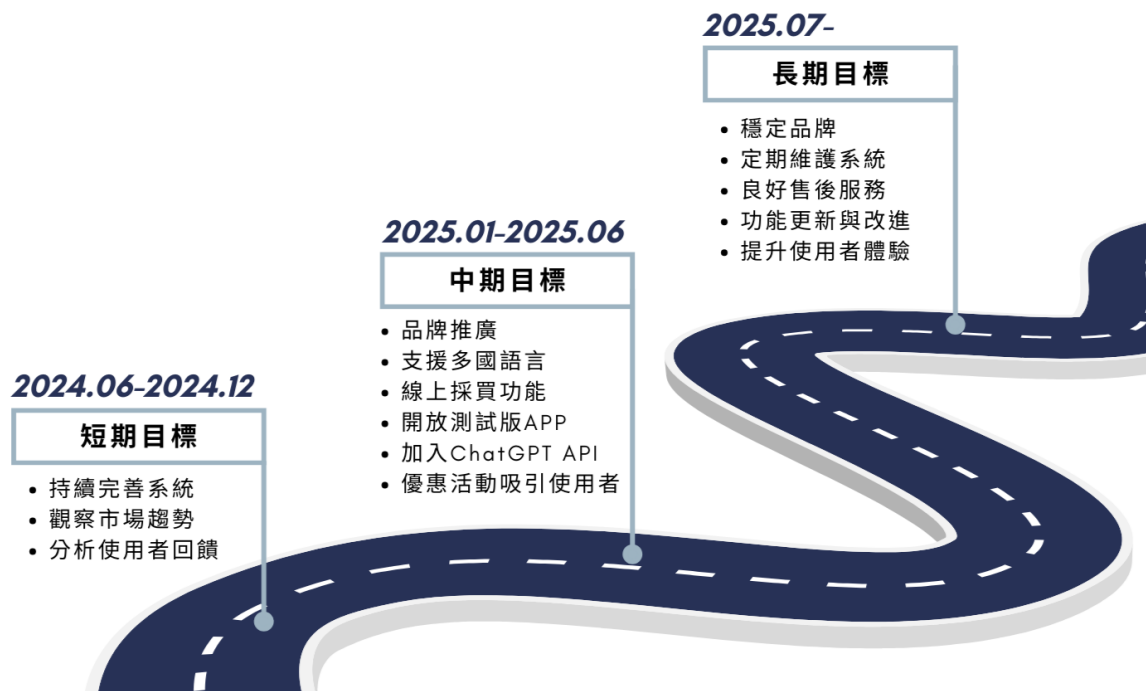 2025.07-
長期目標
穩定品牌
定期維護系統
良好售後服務
功能更新與改進
提升使用者體驗
2025.01-2025.06
中期目標
品牌推廣
支援多國語言
線上採買功能
開放測試版APP
加入ChatGPT API
優惠活動吸引使用者
2024.06-2024.12
短期目標
持續完善系統
觀察市場趨勢
分析使用者回饋